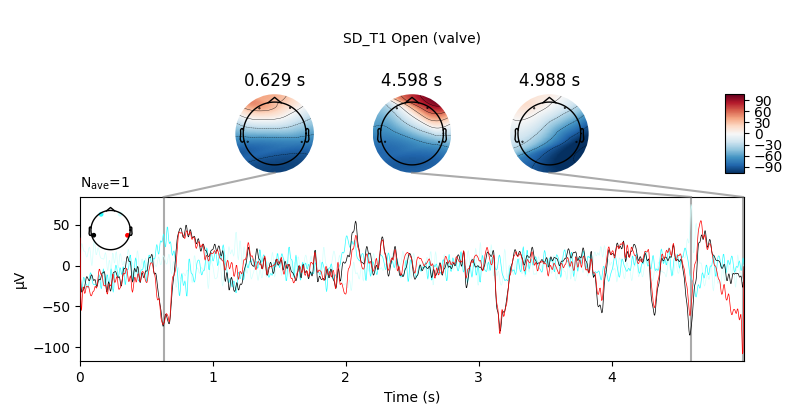 SD_T1 Open (valve)
0.629 s 4.598 s 4.988 s
90
60
30
0
−30
−60
−90
Nave=1
50
0
−50
−100
µV
0 1 2 3 4
Time (s)